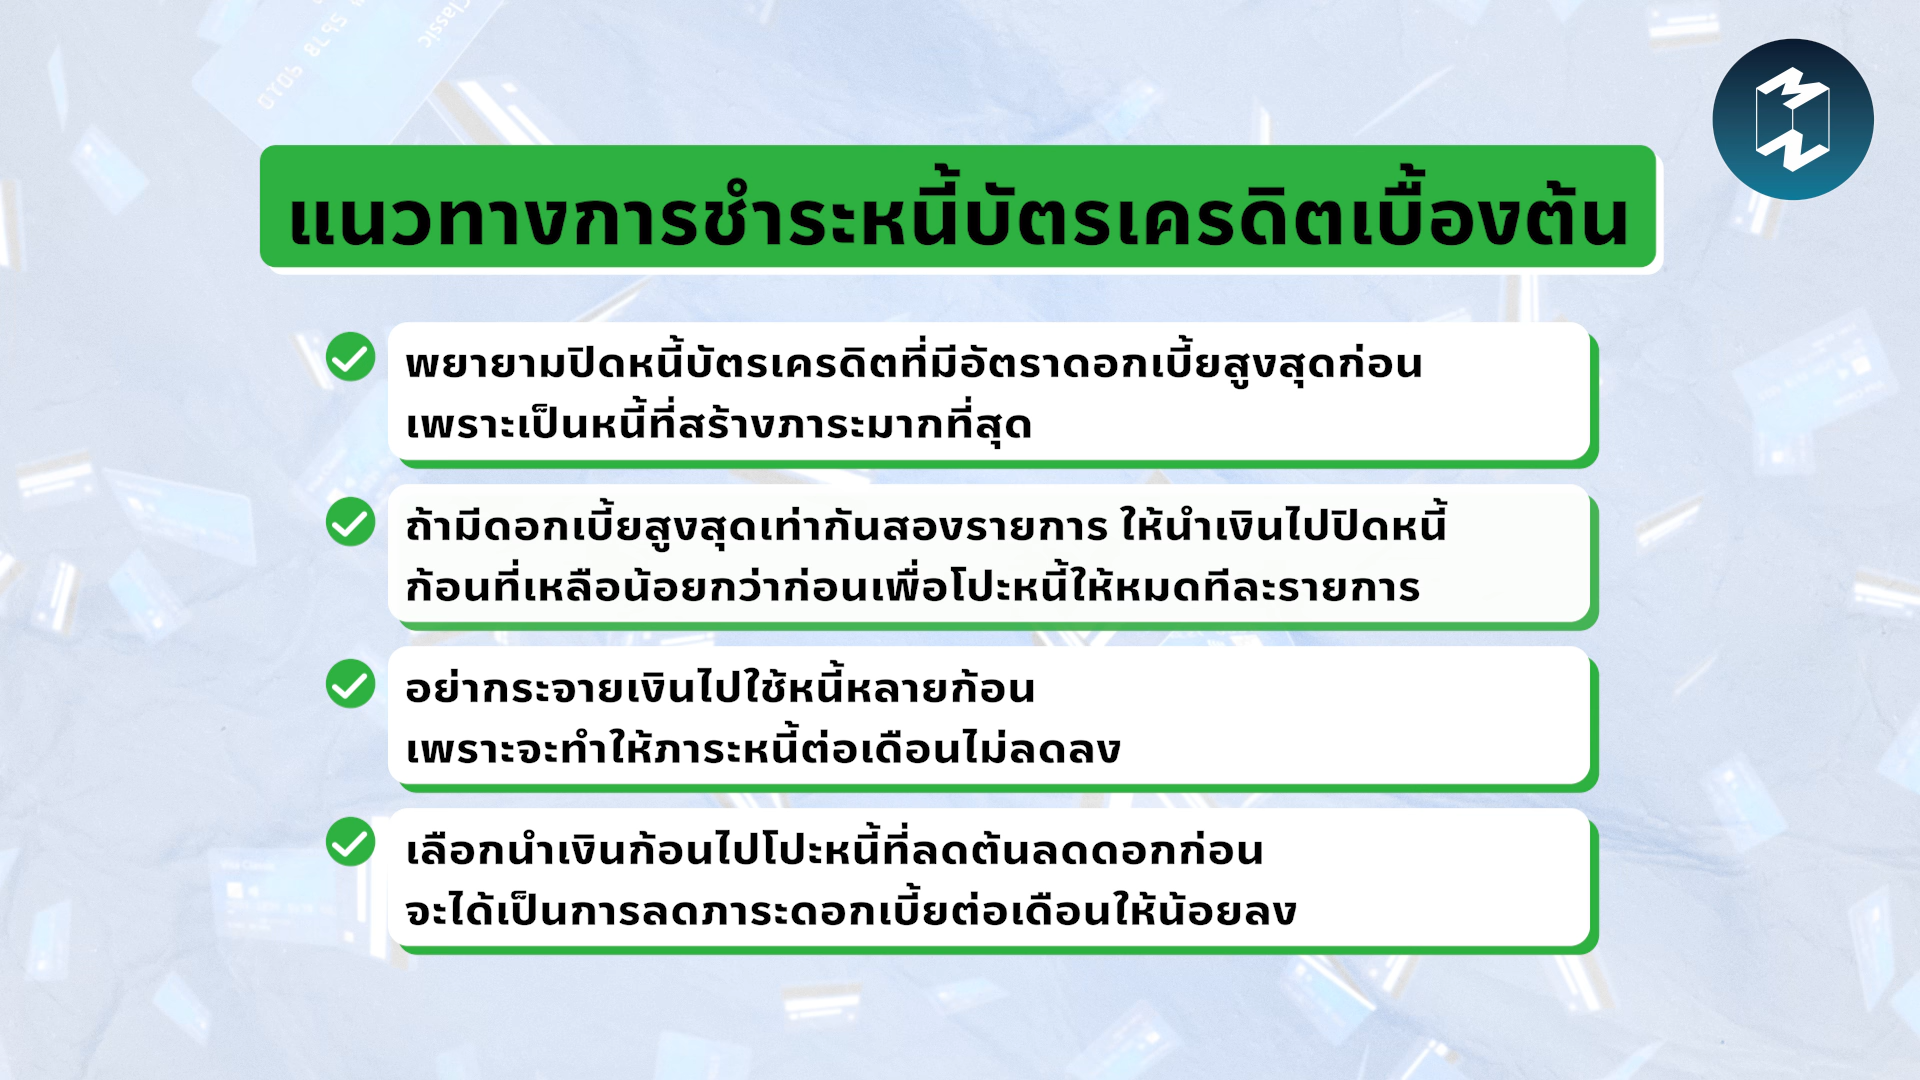 แนวทางการชำระหนี้บัตรเครดิตเบื้องต้น
พยายามปิดหนี้บัตรเครดิตที่มีอัตราดอกเบี้ยสูงสุดก่อน
เพราะเป็นหนี้ที่สร้างภาระมากที่สุด
ถ้ามีดอกเบี้ยสูงสุดเท่ากันสองรายการ ให้นำเงินไปปิดหนี้
ก้อนที่เหลือน้อยกว่าก่อนเพื่อโปะหนี้ให้หมดทีละรายการ
อย่ากระจายเงินไปใช้หนี้หลายก้อน
เพราะจะทำให้ภาระหนี้ต่อเดือนไม่ลดลง
เลือกนำเงินก้อนไปโปะหนี้ที่ลดต้นลดดอกก่อน
จะได้เป็นการลดภาระดอกเบี้ยต่อเดือนให้น้อยลง